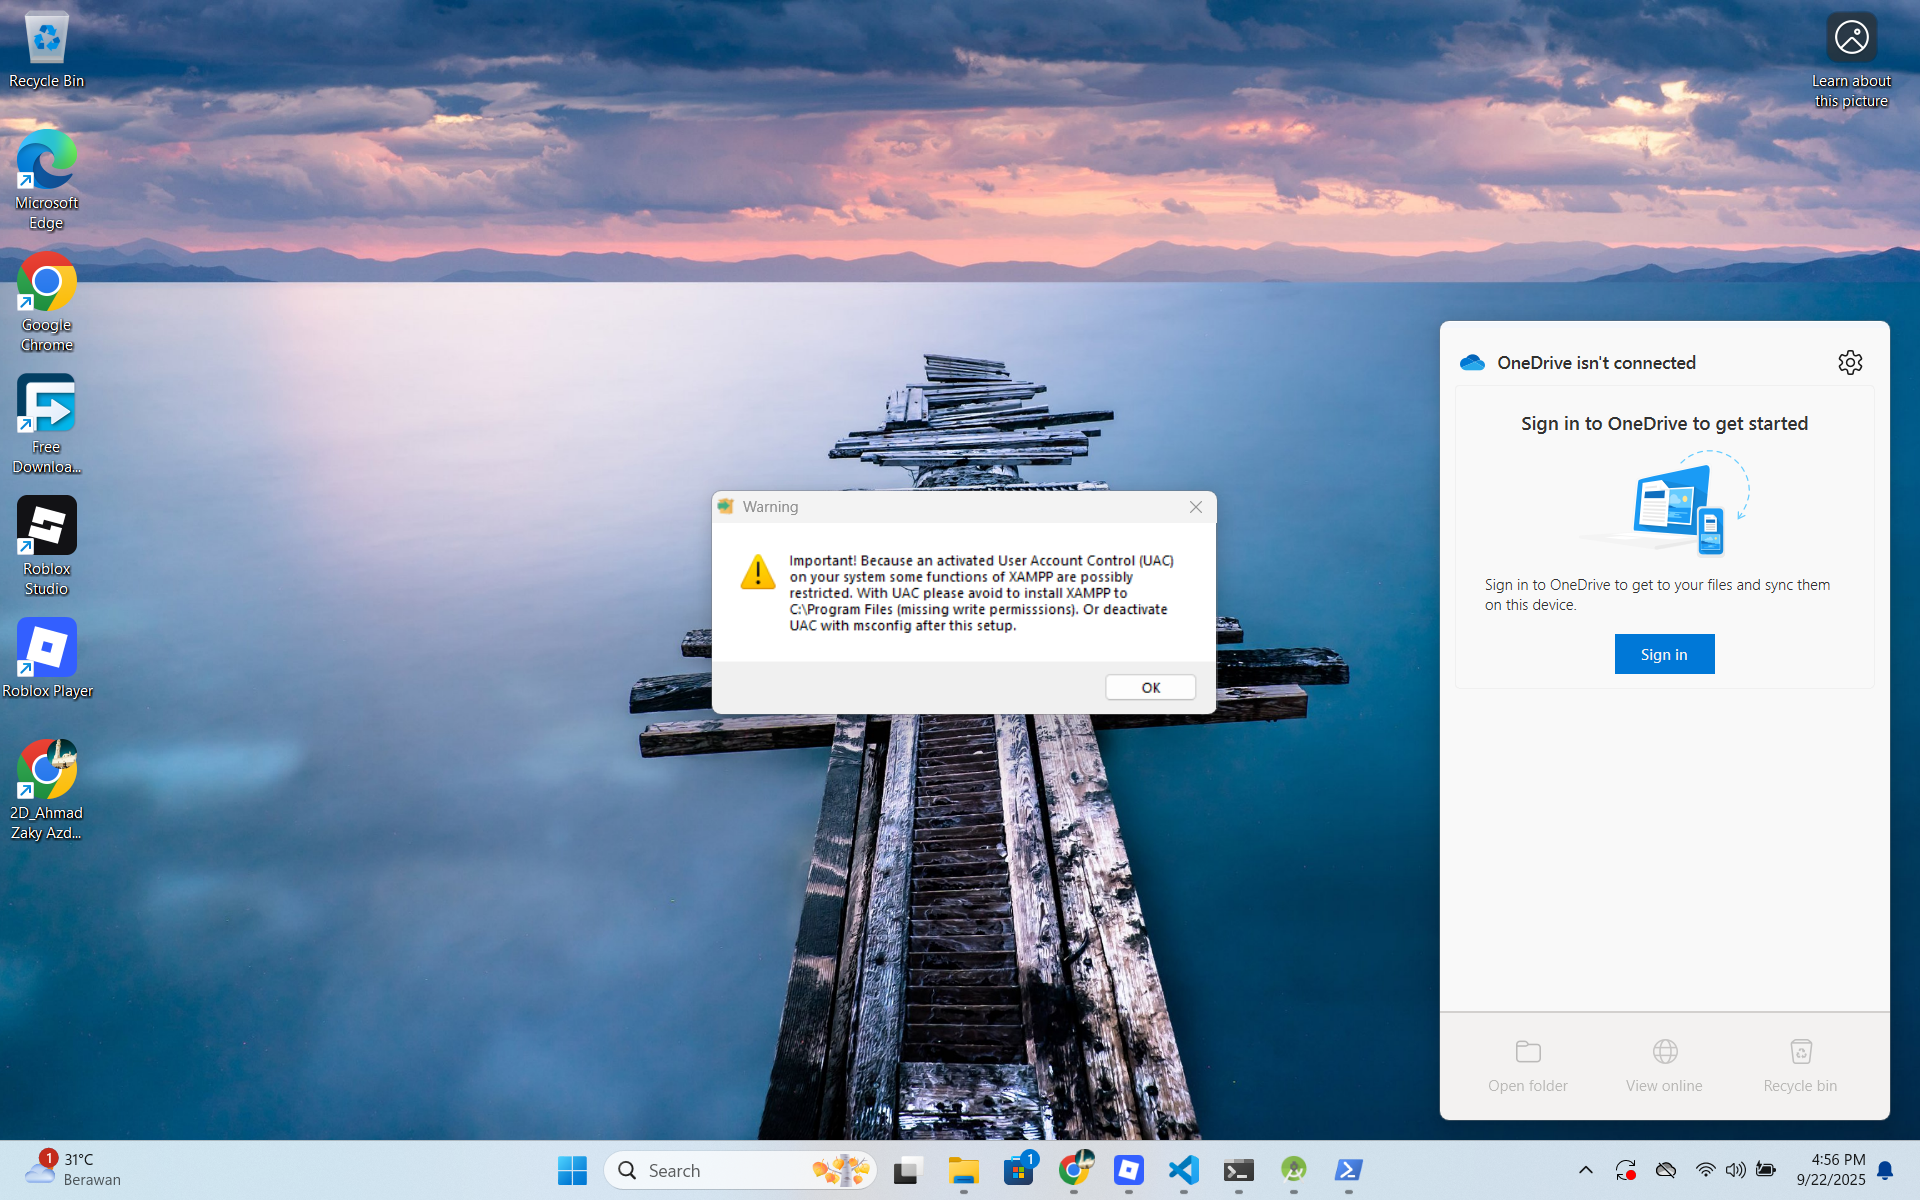 Recycle Bin
Microsoft
Edge
Google
Chrome
Free
Downloa...
Roblox
Studio
Roblox Player
2D_Ahmad
Zaky Azd...
Learn about
this picture
Warning
Important! Because an activated User Account Control (UAC)
on your system some functions of XAMPP are possibly
restricted. With UAC please avoid to install XAMPP to
C:\Program Files (missing write permisssions). Or deactivate
UAC with msconfig after this setup.
OK
OneDrive isn't connected
Sign in to OneDrive to get started
Sign in to OneDrive to get to your files and sync them
on this device.
Sign in
Open folder
View online
Recycle bin
1
31°C
Berawan
Search
1
4:56 PM
9/22/2025